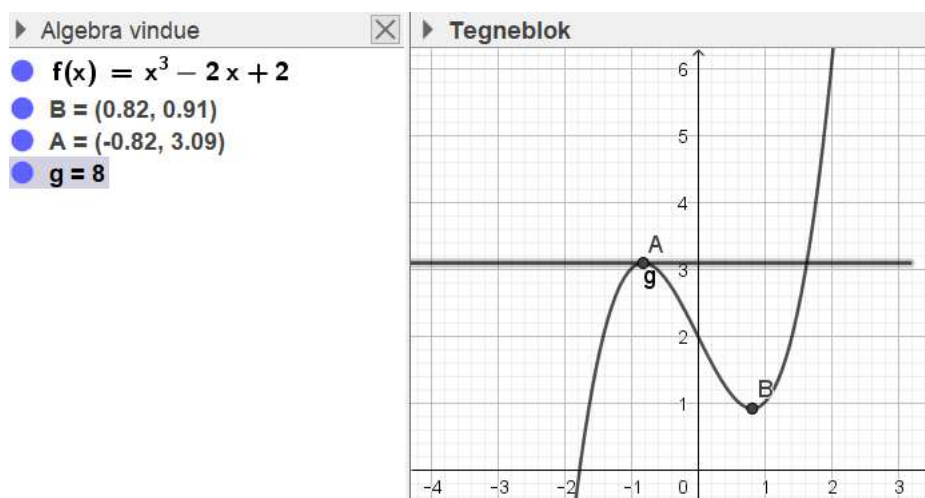 Algebra vindue
f(x) = x³ − 2 x + 2
B = (0.82, 0.91)
A = (-0.82, 3.09)
g = 8
Tegneblok
6
5
4
A
3
g
2
B
1
-4 -3 -2 -1 0 1 2 3